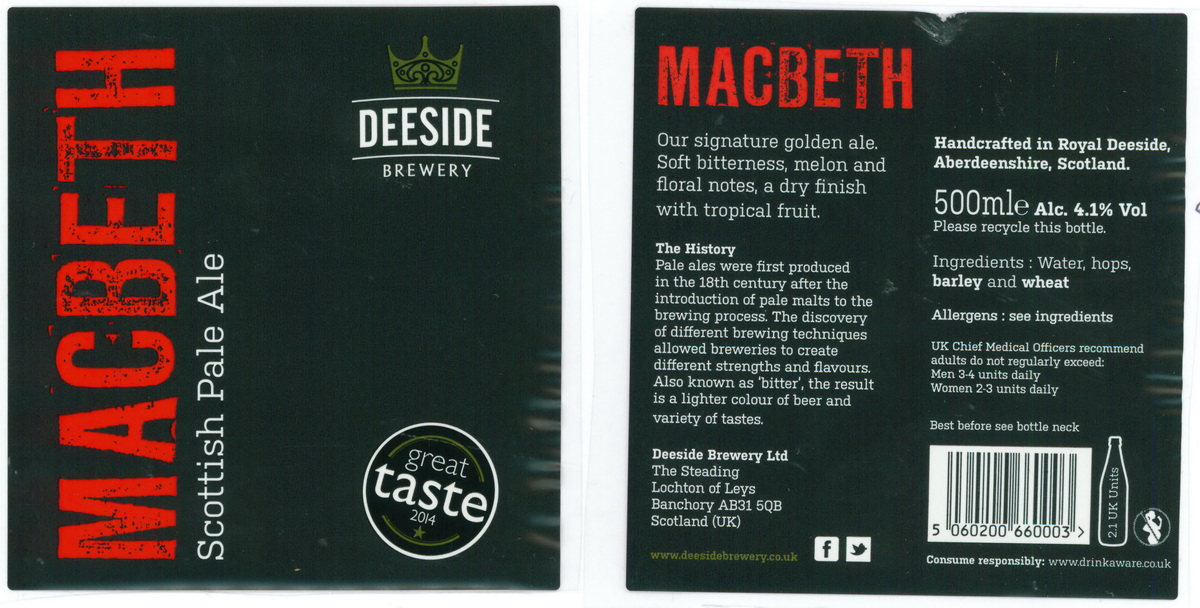 MACBETH
Scottish Pale Ale
DEESIDE
BREWERY
great
taste
2014
MACBETH
Our signature golden ale.
Soft bitterness, melon and
floral notes, a dry finish
with tropical fruit.
The History
Pale ales were first produced
in the 18th century after the
introduction of pale malts to the
brewing process. The discovery
of different brewing techniques
allowed breweries to create
different strengths and flavours.
Also known as 'bitter', the result
is a lighter colour of beer and
variety of tastes.
Deeside Brewery Ltd
The Steading
Lochton of Leys
Banchory AB31 5QB
Scotland (UK)
www.deesidebrewery.co.uk
f
Handcrafted in Royal Deeside,
Aberdeenshire, Scotland.
500mle Alc. 4.1% Vol
Please recycle this bottle.
Ingredients : Water, hops,
barley and wheat
Allergens : see ingredients
UK Chief Medical Officers recommend
adults do not regularly exceed:
Men 3-4 units daily
Women 2-3 units daily
Best before see bottle neck
5 060200 660003 >
2.1 UK Units
Consume responsibly: www.drinkaware.co.uk